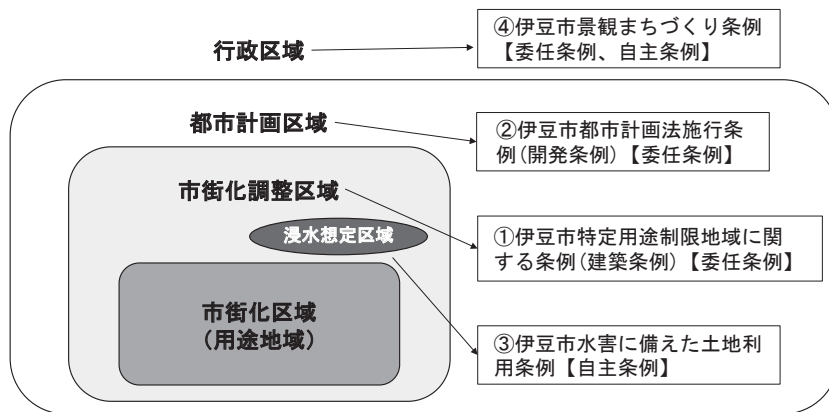 行政区域
④伊豆市景観まちづくり条例
【委任条例、自主条例】
都市計画区域
②伊豆市都市計画法施行条
例(開発条例)【委任条例】
市街化調整区域
浸水想定区域
①伊豆市特定用途制限地域に関
する条例(建築条例)【委任条例】
市街化区域
(用途地域)
③伊豆市水害に備えた土地利
用条例【自主条例】